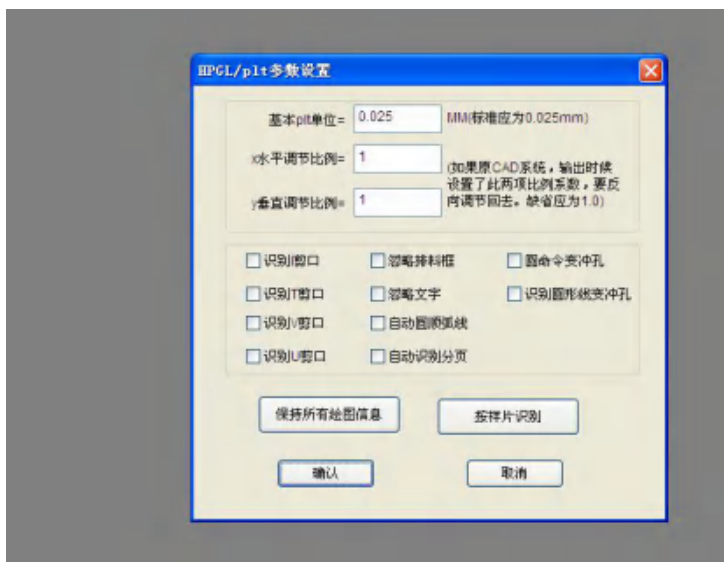 HPGL/plt参数设置
基本plt单位= 0.025 MM(标准应为0.025mm)
x水平调节比例= 1
(如果原CAD系统，输出时候
设置了此两项比例系数，要反
y垂直调节比例= 1 向调节回去。缺省应为1.0)
识别I剪口 忽略排料框 圆命令变冲孔
识别T剪口 忽略文字 识别圆形线变冲孔
识别V剪口 自动圆顺弧线
识别U剪口 自动识别分页
保持所有绘图信息 按样片识别
确认 取消